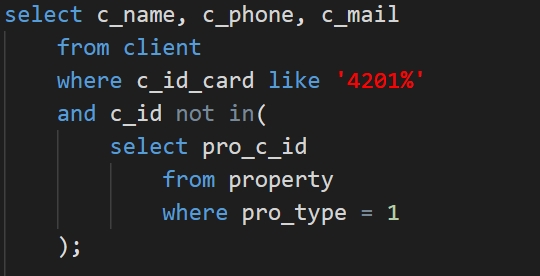 select c_name, c_phone, c_mail
from client
where c_id_card like '4201%'
and c_id not in(
select pro_c_id
from property
where pro_type = 1
);